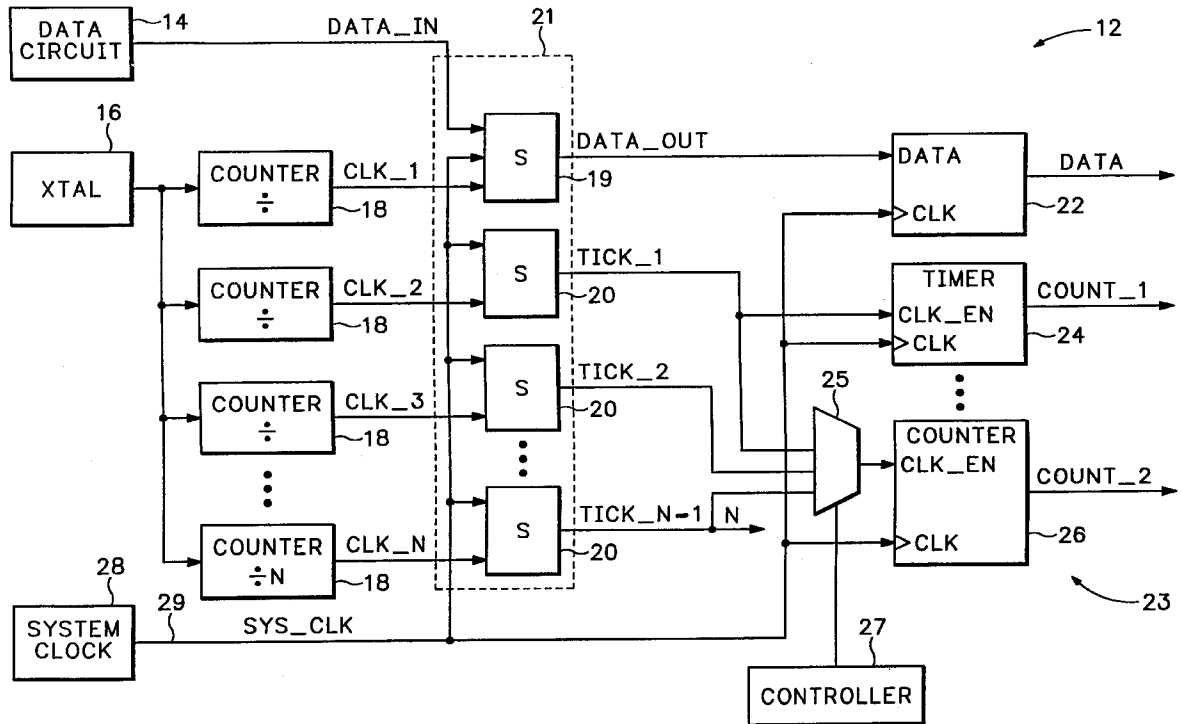 DATA
CIRCUIT
14
DATA_IN
21
12
16
XTAL
COUNTER
÷
CLK_1
18
S
19
DATA_OUT
DATA
CLK
DATA
22
COUNTER
÷
CLK_2
18
S
20
TICK_1
TIMER
CLK_EN
CLK
COUNT_1
24
COUNTER
÷
CLK_3
18
S
20
TICK_2
25
COUNTER
CLK_EN
CLK
COUNT_2
26
COUNTER
÷N
CLK_N
18
S
20
TICK_N-1
N
23
28
SYSTEM
CLOCK
29
SYS_CLK
27
CONTROLLER